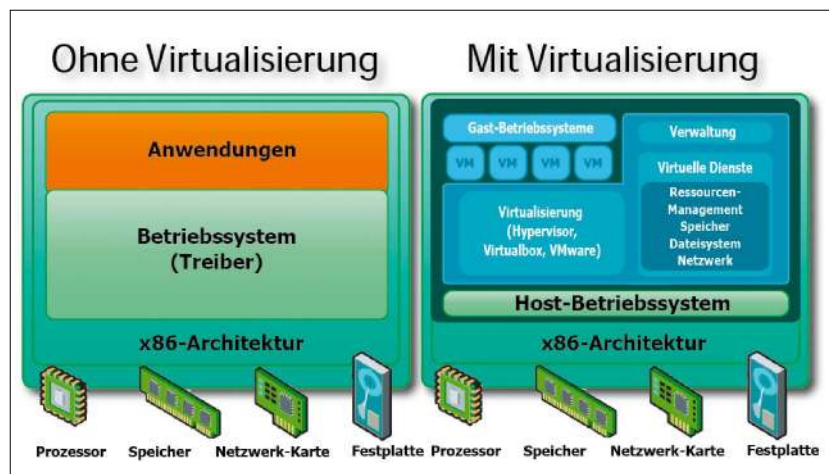 Ohne Virtualisierung
Anwendungen
Betriebssystem
(Treiber)
x86-Architektur
Prozessor
Speicher
Netzwerk-Karte
Festplatte
Mit Virtualisierung
Gast-Betriebssysteme
VM
VM
VM
VM
Virtualisierung
(Hypervisor,
Virtualbox, VMware)
Verwaltung
Virtuelle Dienste
Ressourcen-
Management
Speicher
Dateisystem
Netzwerk
Host-Betriebssystem
x86-Architektur
Prozessor
Speicher
Netzwerk-Karte
Festplatte